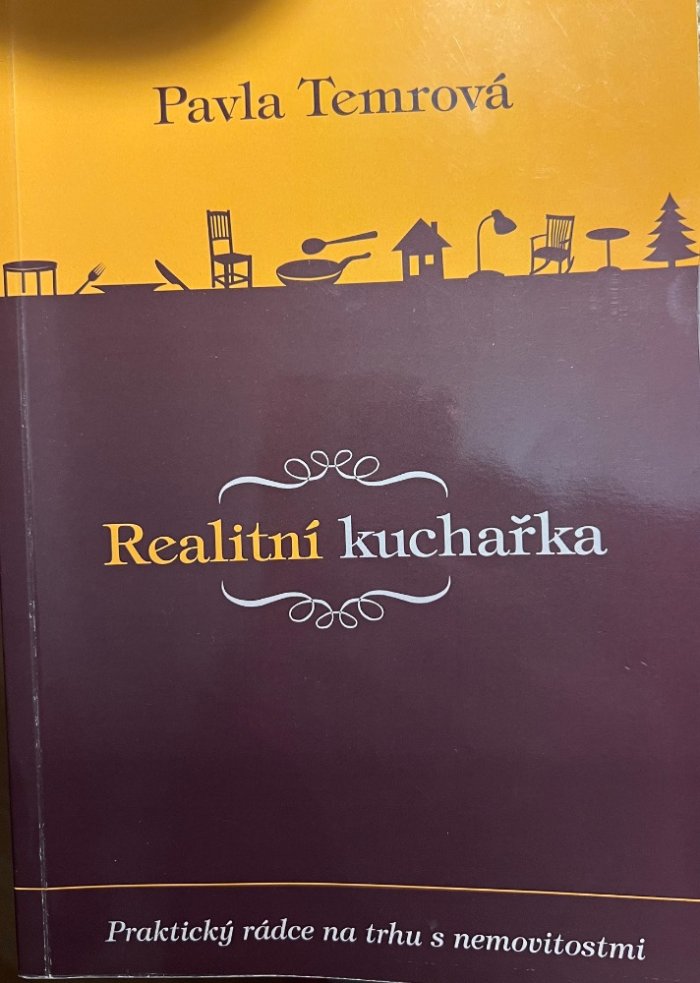 Pavla Temrová
Realitní kuchařka
Praktický rádce na trhu s nemovitostmi